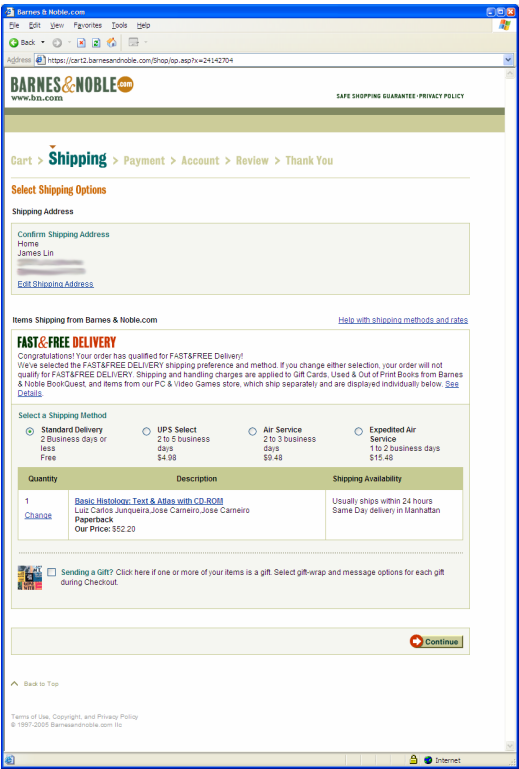 Barnes & Noble.com
File Edit View Favorites Tools Help
Back
Address https://cart2.barnesandnoble.com/Shop/op.asp?x=24142704
BARNES&NOBLE.com
www.bn.com
SAFE SHOPPING GUARANTEE · PRIVACY POLICY
Cart > Shipping > Payment > Account > Review > Thank You
Select Shipping Options
Shipping Address
Confirm Shipping Address
Home
James Lin
Edit Shipping Address
Items Shipping from Barnes & Noble.com
Help with shipping methods and rates
FAST&FREE DELIVERY
Congratulations! Your order has qualified for FAST&FREE Delivery!
We've selected the FAST&FREE DELIVERY shipping preference and method. If you change either selection, your order will not
qualify for FAST&FREE DELIVERY. Shipping and handling charges are applied to Gift Cards, Used & Out of Print Books from Barnes
& Noble BookQuest, and items from our PC & Video Games store, which ship separately and are displayed individually below. See
Details.
Select a Shipping Method
Standard Delivery
2 Business days or
less
Free
UPS Select
2 to 5 business
days
$4.98
Air Service
2 to 3 business
days
$9.48
Expedited Air
Service
1 to 2 business days
$15.48
Quantity Description Shipping Availability
1
Change
Basic Histology: Text & Atlas with CD-ROM
Luiz Carlos Junqueira,Jose Carneiro,Jose Carneiro
Paperback
Our Price: $52.20
Usually ships within 24 hours
Same Day delivery in Manhattan
Sending a Gift? Click here if one or more of your items is a gift. Select gift-wrap and message options for each gift
during Checkout.
Continue
Back to Top
Terms of Use, Copyright, and Privacy Policy
© 1997-2005 Barnesandnoble.com llc
Internet